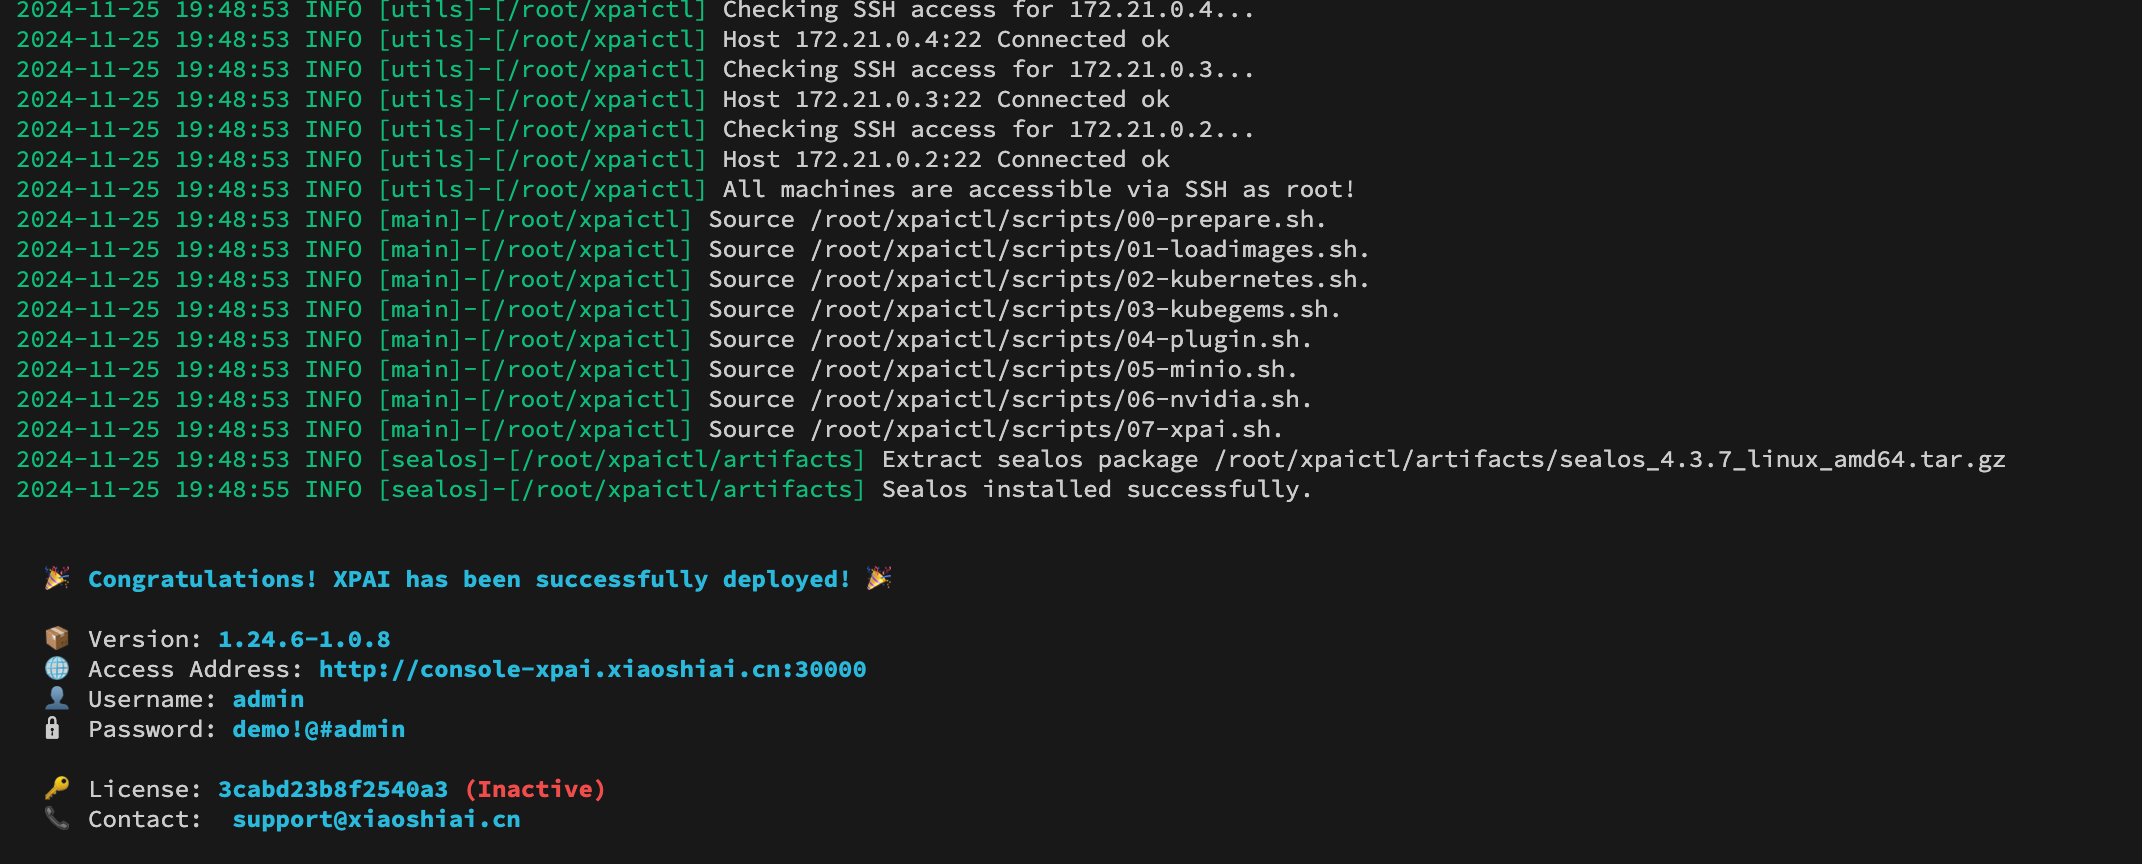 2024-11-25 19:48:53 INFO [utils]-[/root/xpaictl] Checking SSH access for 172.21.0.4...
2024-11-25 19:48:53 INFO [utils]-[/root/xpaictl] Host 172.21.0.4:22 Connected ok
2024-11-25 19:48:53 INFO [utils]-[/root/xpaictl] Checking SSH access for 172.21.0.3...
2024-11-25 19:48:53 INFO [utils]-[/root/xpaictl] Host 172.21.0.3:22 Connected ok
2024-11-25 19:48:53 INFO [utils]-[/root/xpaictl] Checking SSH access for 172.21.0.2...
2024-11-25 19:48:53 INFO [utils]-[/root/xpaictl] Host 172.21.0.2:22 Connected ok
2024-11-25 19:48:53 INFO [utils]-[/root/xpaictl] All machines are accessible via SSH as root!
2024-11-25 19:48:53 INFO [main]-[/root/xpaictl] Source /root/xpaictl/scripts/00-prepare.sh.
2024-11-25 19:48:53 INFO [main]-[/root/xpaictl] Source /root/xpaictl/scripts/01-loadimages.sh.
2024-11-25 19:48:53 INFO [main]-[/root/xpaictl] Source /root/xpaictl/scripts/02-kubernetes.sh.
2024-11-25 19:48:53 INFO [main]-[/root/xpaictl] Source /root/xpaictl/scripts/03-kubegems.sh.
2024-11-25 19:48:53 INFO [main]-[/root/xpaictl] Source /root/xpaictl/scripts/04-plugin.sh.
2024-11-25 19:48:53 INFO [main]-[/root/xpaictl] Source /root/xpaictl/scripts/05-minio.sh.
2024-11-25 19:48:53 INFO [main]-[/root/xpaictl] Source /root/xpaictl/scripts/06-nvidia.sh.
2024-11-25 19:48:53 INFO [main]-[/root/xpaictl] Source /root/xpaictl/scripts/07-xpai.sh.
2024-11-25 19:48:53 INFO [sealos]-[/root/xpaictl/artifacts] Extract sealos package /root/xpaictl/artifacts/sealos_4.3.7_linux_amd64.tar.gz
2024-11-25 19:48:55 INFO [sealos]-[/root/xpaictl/artifacts] Sealos installed successfully.
🎉 Congratulations! XPAI has been successfully deployed! 🎉
📦 Version: 1.24.6-1.0.8
🌐 Access Address: http://console-xpai.xiaoshiai.cn:30000
👤 Username: admin
🔒 Password: demo!@#admin
🔑 License: 3cabd23b8f2540a3 (Inactive)
📞 Contact: support@xiaoshiai.cn